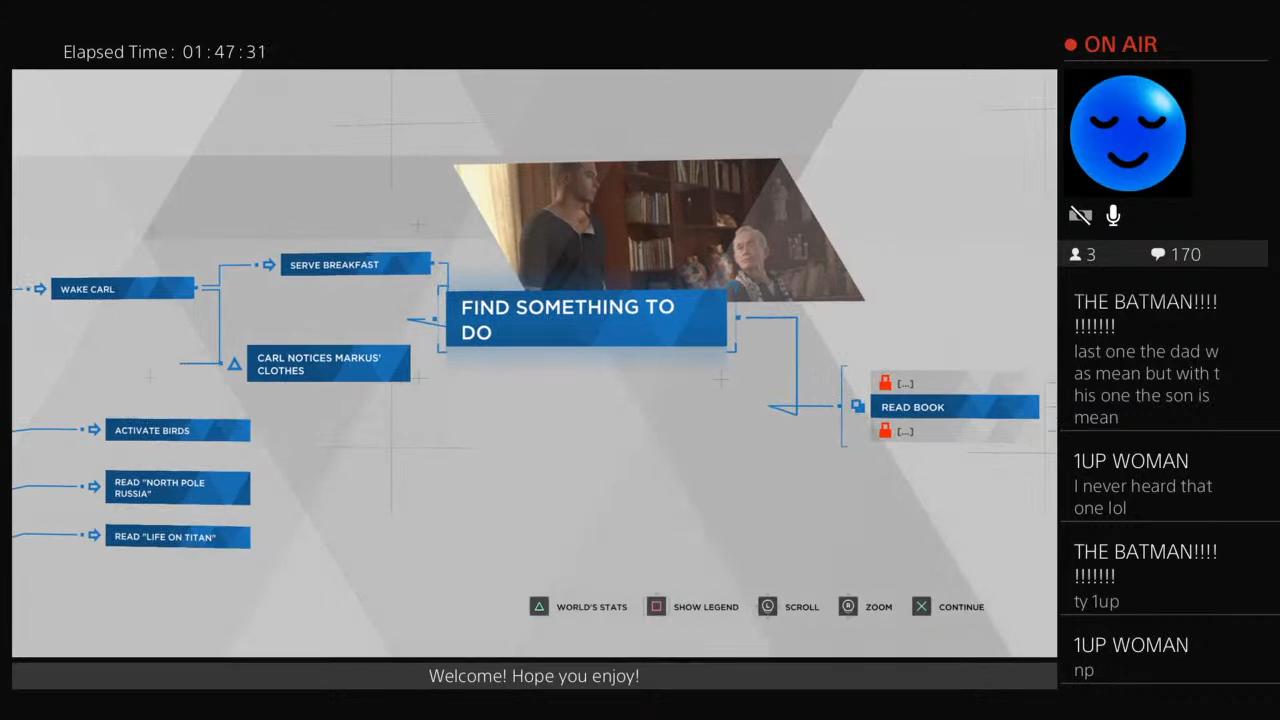 Elapsed Time: 01:47:31
ON AIR
3
170
WAKE CARL
SERVE BREAKFAST
FIND SOMETHING TO
DO
CARL NOTICES MARKUS'
CLOTHES
[...]
READ BOOK
[...]
ACTIVATE BIRDS
READ "NORTH POLE
RUSSIA"
READ "LIFE ON TITAN"
WORLD'S STATS
SHOW LEGEND
L
SCROLL
R
ZOOM
CONTINUE
Welcome! Hope you enjoy!
THE BATMAN!!!!
!!!!!!!
last one the dad w
as mean but with t
his one the son is
mean
1UP WOMAN
I never heard that
one lol
THE BATMAN!!!!
!!!!!!!
ty 1up
1UP WOMAN
np